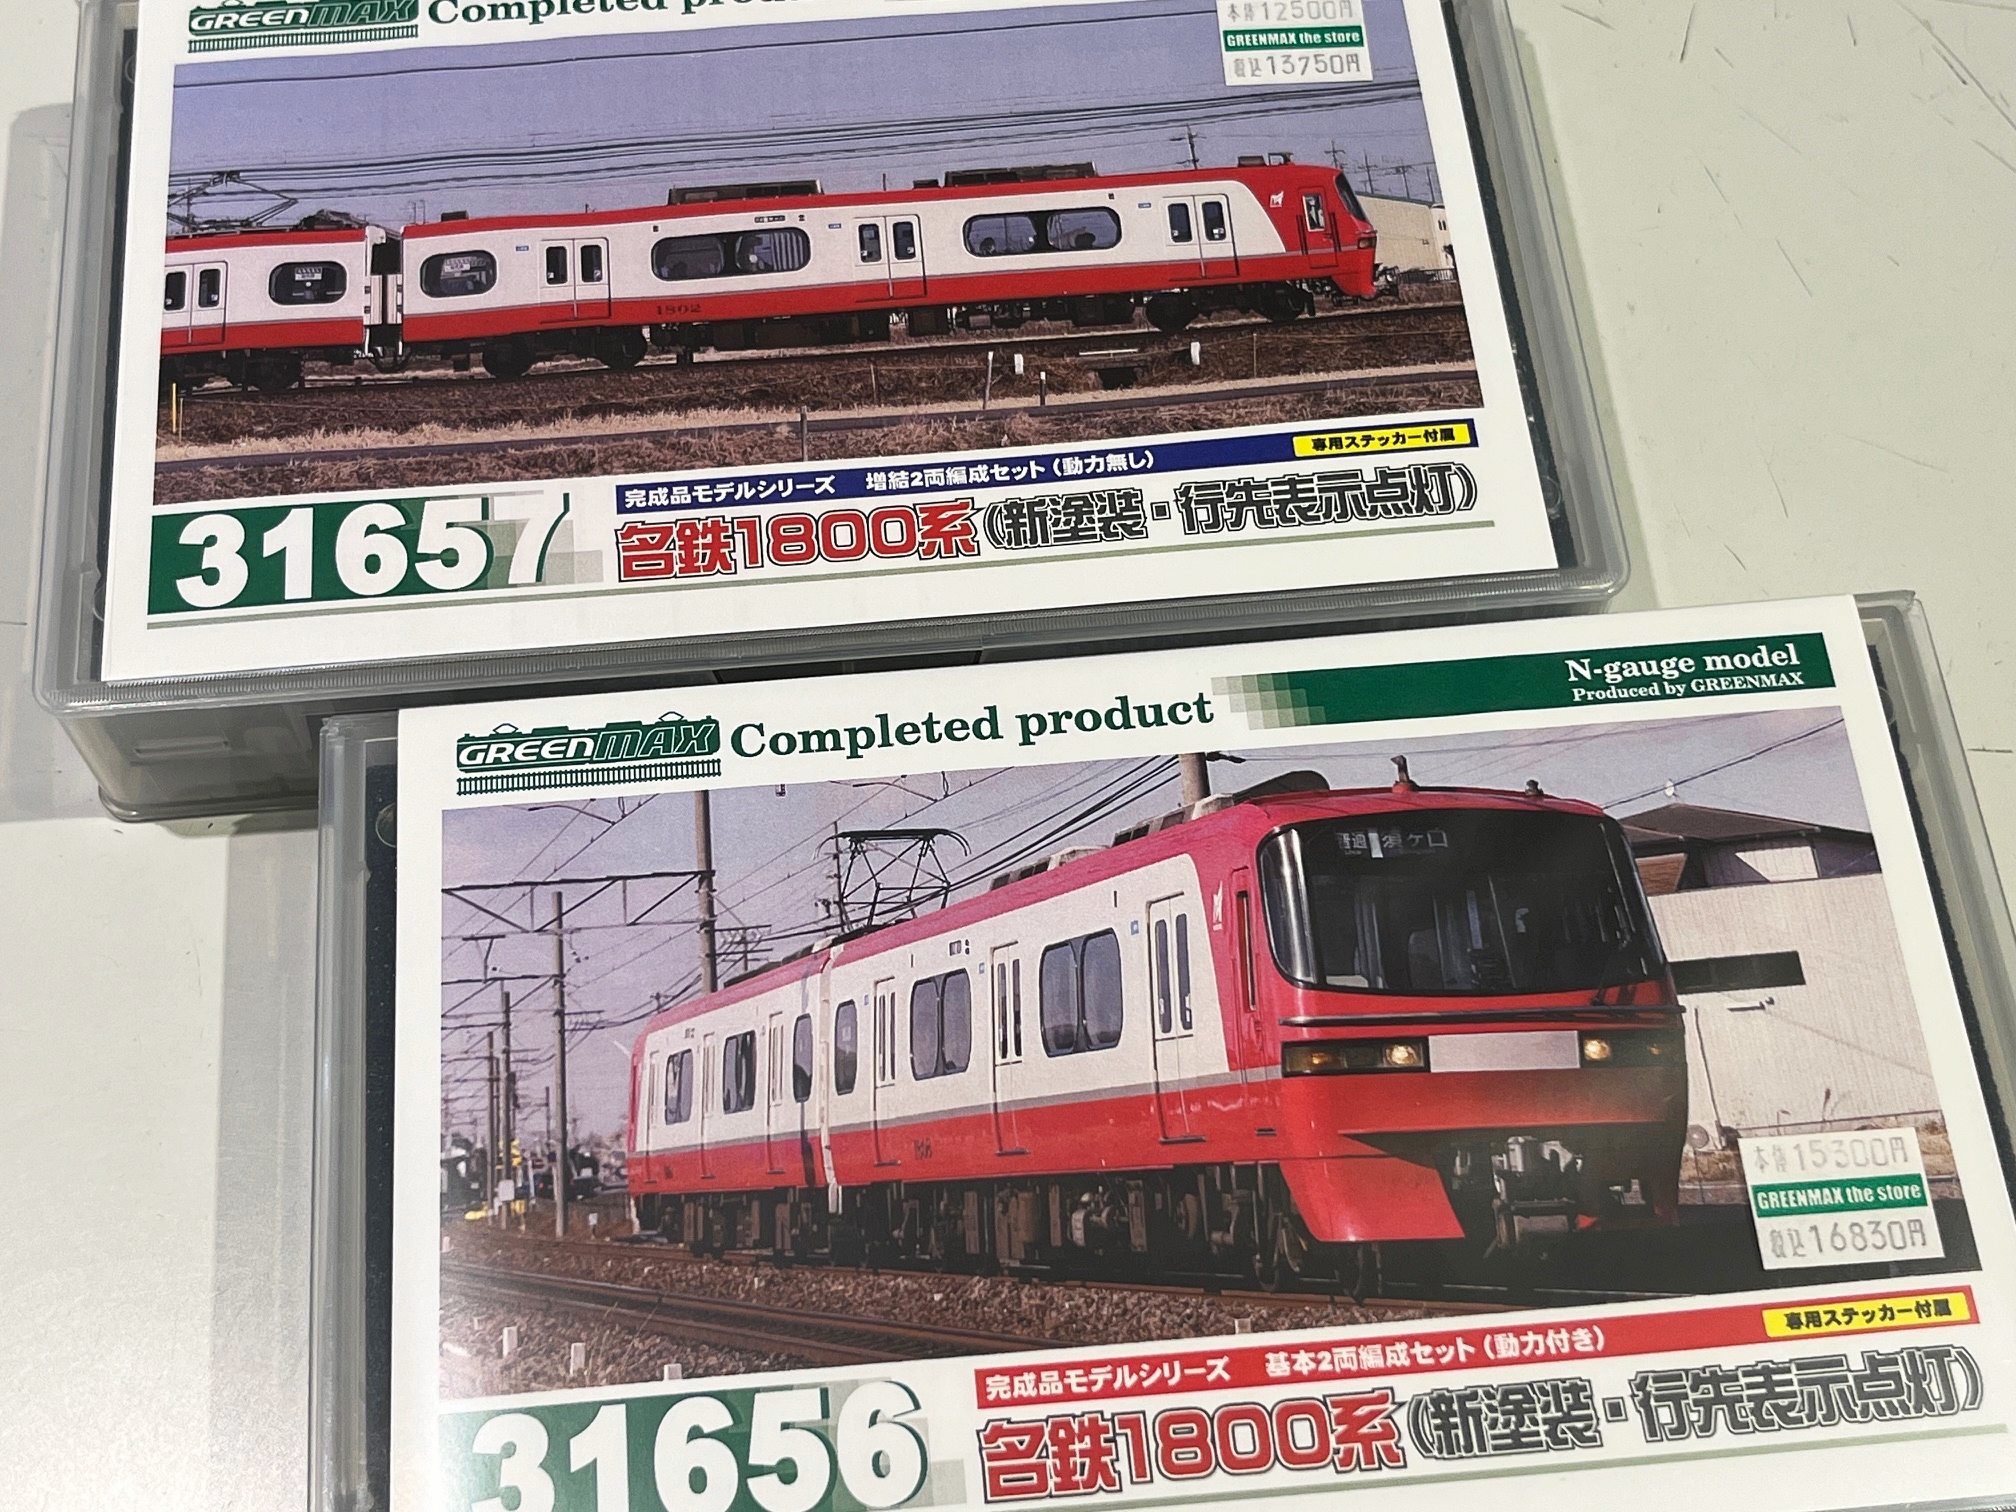 GREENMAX Completed
本体12500円
GREENMAX the store
税込13750円
1802
専用ステッカー付属
完成品モデルシリーズ 増結2両編成セット(動力無し)
31657
名鉄1800系(新塗装・行先表示点灯)
GREENMAX Completed product
N-gauge model
Produced by GREENMAX
普通 須ヶ口
本体15300円
GREENMAX the store
税込16830円
専用ステッカー付属
完成品モデルシリーズ 基本2両編成セット(動力付き)
31656
名鉄1800系(新塗装・行先表示点灯)